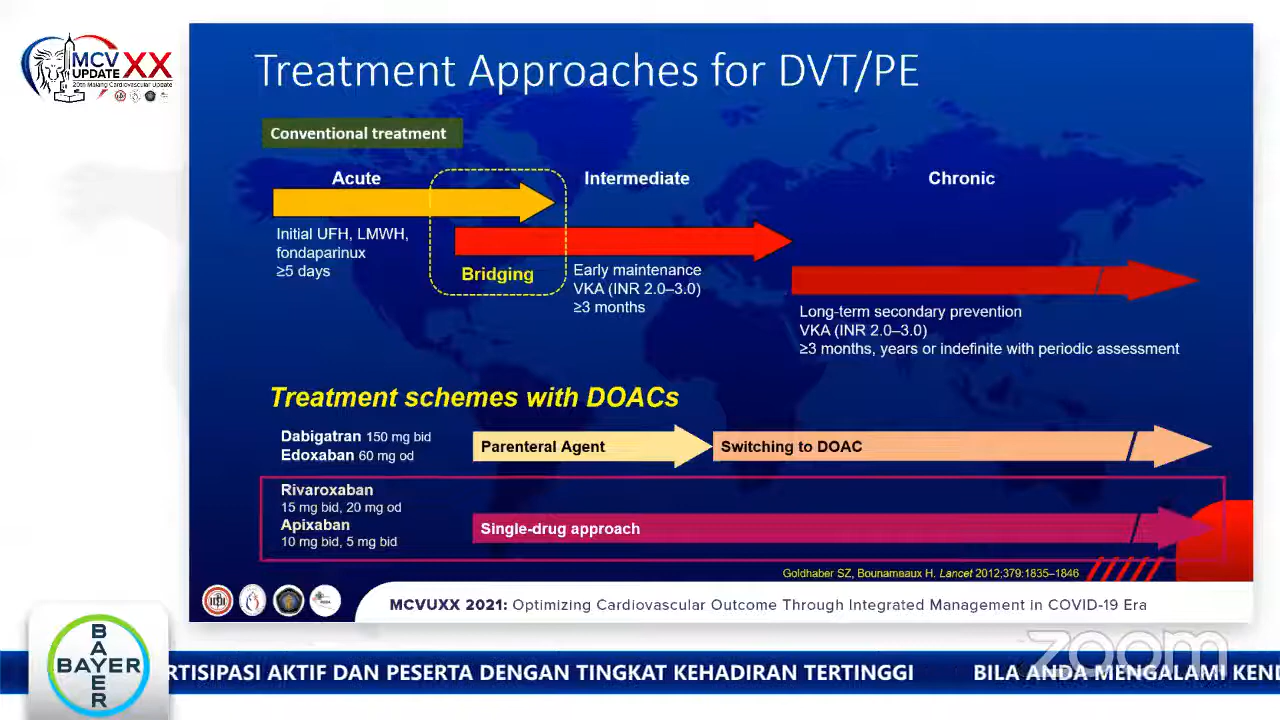 MCV XX
UPDATE
20th Malang Cardiovascular Update
Treatment Approaches for DVT/PE
Conventional treatment
Acute
Intermediate
Chronic
Initial UFH, LMWH,
fondaparinux
≥5 days
Bridging
Early maintenance
VKA (INR 2.0–3.0)
≥3 months
Long-term secondary prevention
VKA (INR 2.0–3.0)
≥3 months, years or indefinite with periodic assessment
Treatment schemes with DOACs
Dabigatran 150 mg bid
Edoxaban 60 mg od
Parenteral Agent
Switching to DOAC
Rivaroxaban
15 mg bid, 20 mg od
Apixaban
10 mg bid, 5 mg bid
Single-drug approach
Goldhaber SZ, Bounameaux H. Lancet 2012;379:1835–1846
MCVUXX 2021: Optimizing Cardiovascular Outcome Through Integrated Management in COVID-19 Era
zoom
BAYER
BAYER
RTISIPASI AKTIF DAN PESERTA DENGAN TINGKAT KEHADIRAN TERTINGGI
BILA ANDA MENGALAMI KEND